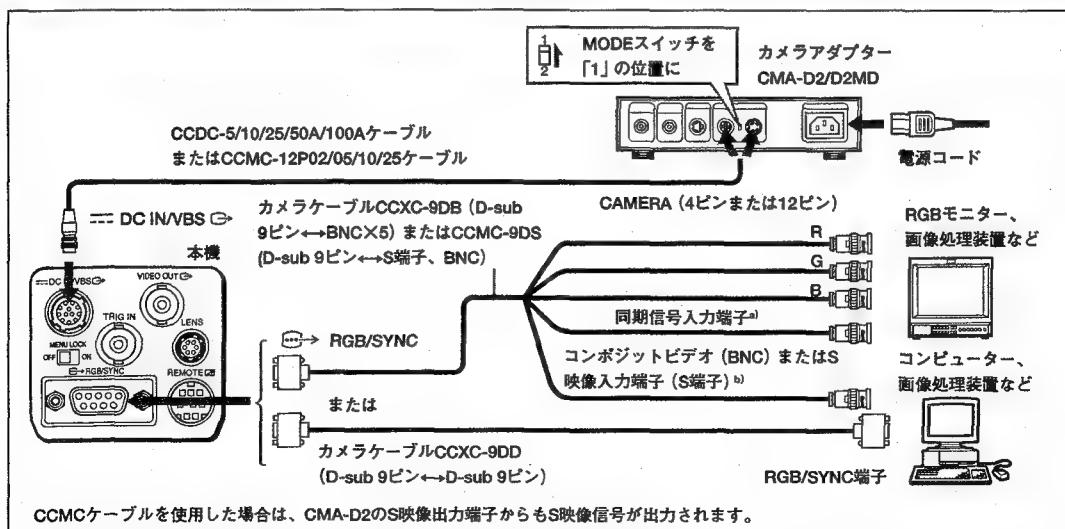 1
2
MODEスイッチを
「1」の位置に
カメラアダプター
CMA-D2/D2MD
CCDC-5/10/25/50A/100Aケーブル
またはCCMC-12P02/05/10/25ケーブル
電源コード
DC IN/VBS
カメラケーブルCCXC-9DB（D-sub
9ピン←→BNC×5）またはCCMC-9DS
(D-sub 9ピン←→S端子、BNC)
CAMERA（4ピンまたは12ピン）
RGBモニター、
画像処理装置など
本機
DC IN/VBS
VIDEO OUT
TRIG IN
LENS
MENU LOCK
OFF ON
RGB/SYNC
REMOTE
R
G
B
同期信号入力端子a)
コンポジットビデオ（BNC）またはS
映像入力端子（S端子）b)
RGB/SYNC
または
コンピューター、
画像処理装置など
カメラケーブルCCXC-9DD
（D-sub 9ピン←→D-sub 9ピン）
RGB/SYNC端子
CCMCケーブルを使用した場合は、CMA-D2のS映像出力端子からもS映像信号が出力されます。